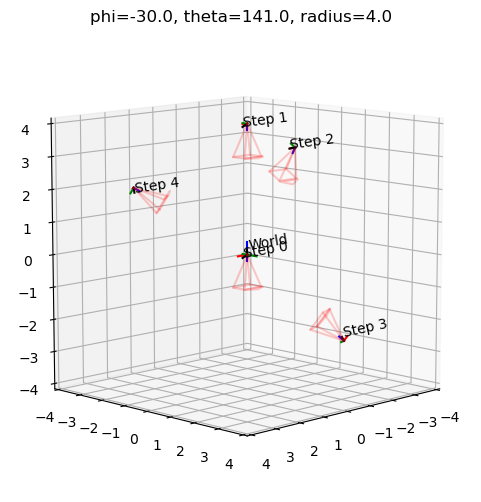 phi=-30.0, theta=141.0, radius=4.0
Step 1
Step 2
Step 4
World
Step 0
Step 3
4
3
2
1
0
−1
−2
−3
−4
−4 −3 −2 −1 0 1 2 3 4
4 3 2 1 0 −1 −2 −3 −4